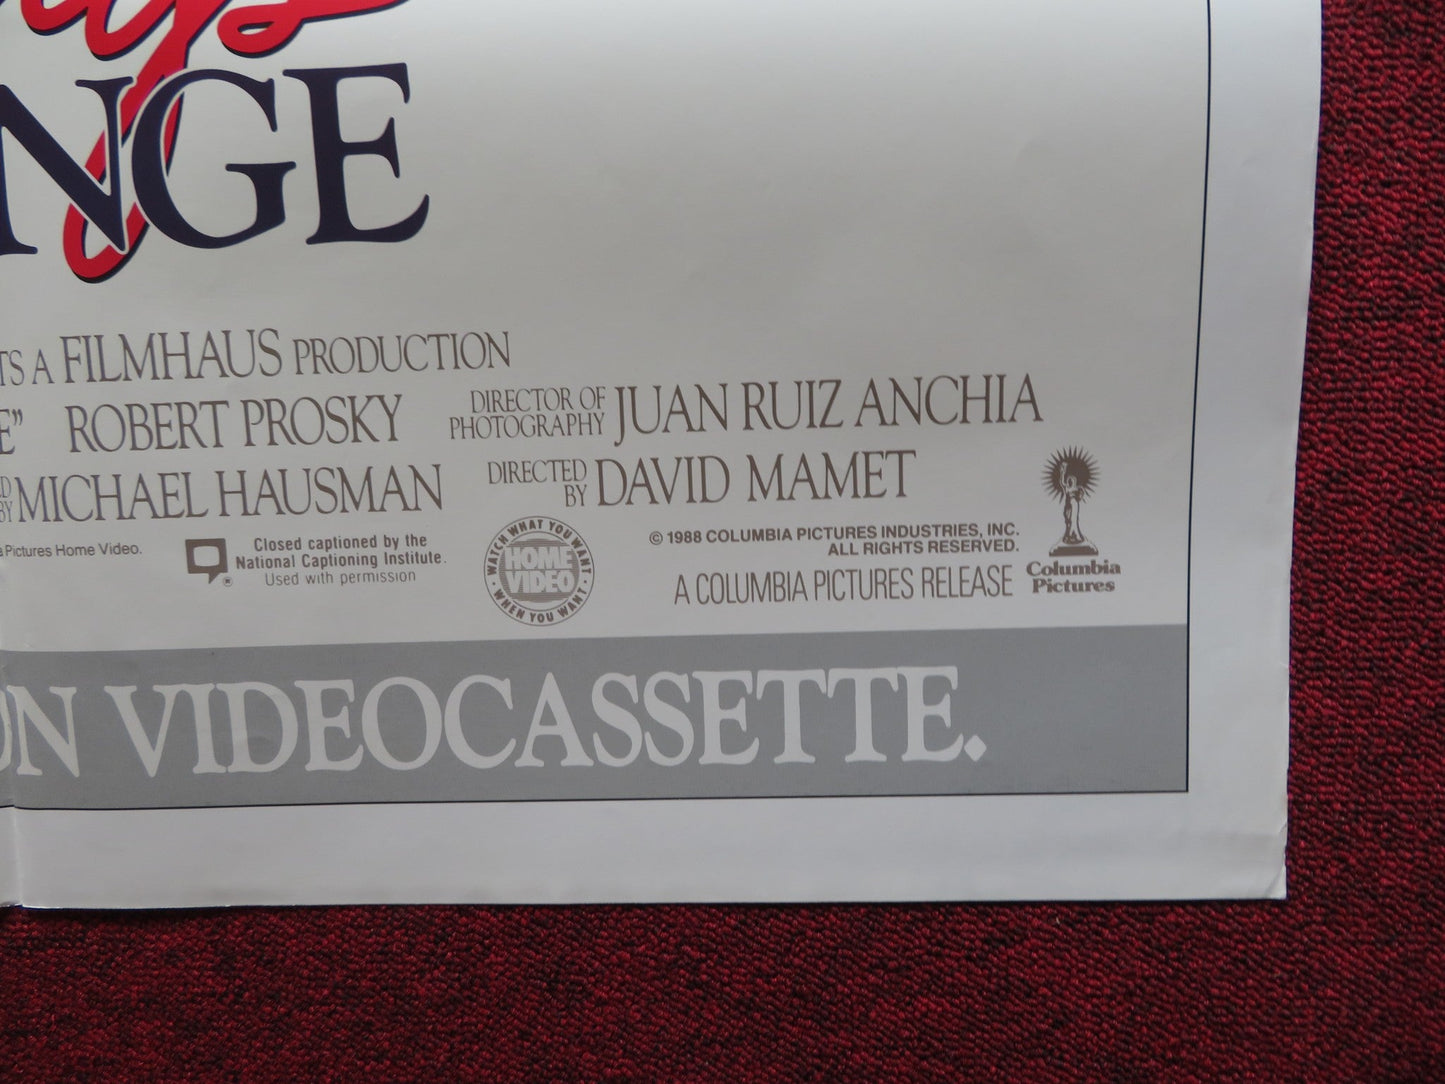 NGE
TS A FILMHAUS PRODUCTION
E” ROBERT PROSKY DIRECTOR OF PHOTOGRAPHY JUAN RUIZ ANCHIA
MICHAEL HAUSMAN DIRECTED BY DAVID MAMET
Pictures Home Video.
Closed captioned by the
National Captioning Institute.
Used with permission
®
WATCH WHAT YOU WANT
HOME
VIDEO
WHEN YOU WANT
© 1988 COLUMBIA PICTURES INDUSTRIES, INC.
ALL RIGHTS RESERVED.
A COLUMBIA PICTURES RELEASE
Columbia
Pictures
ON VIDEOCASSETTE.